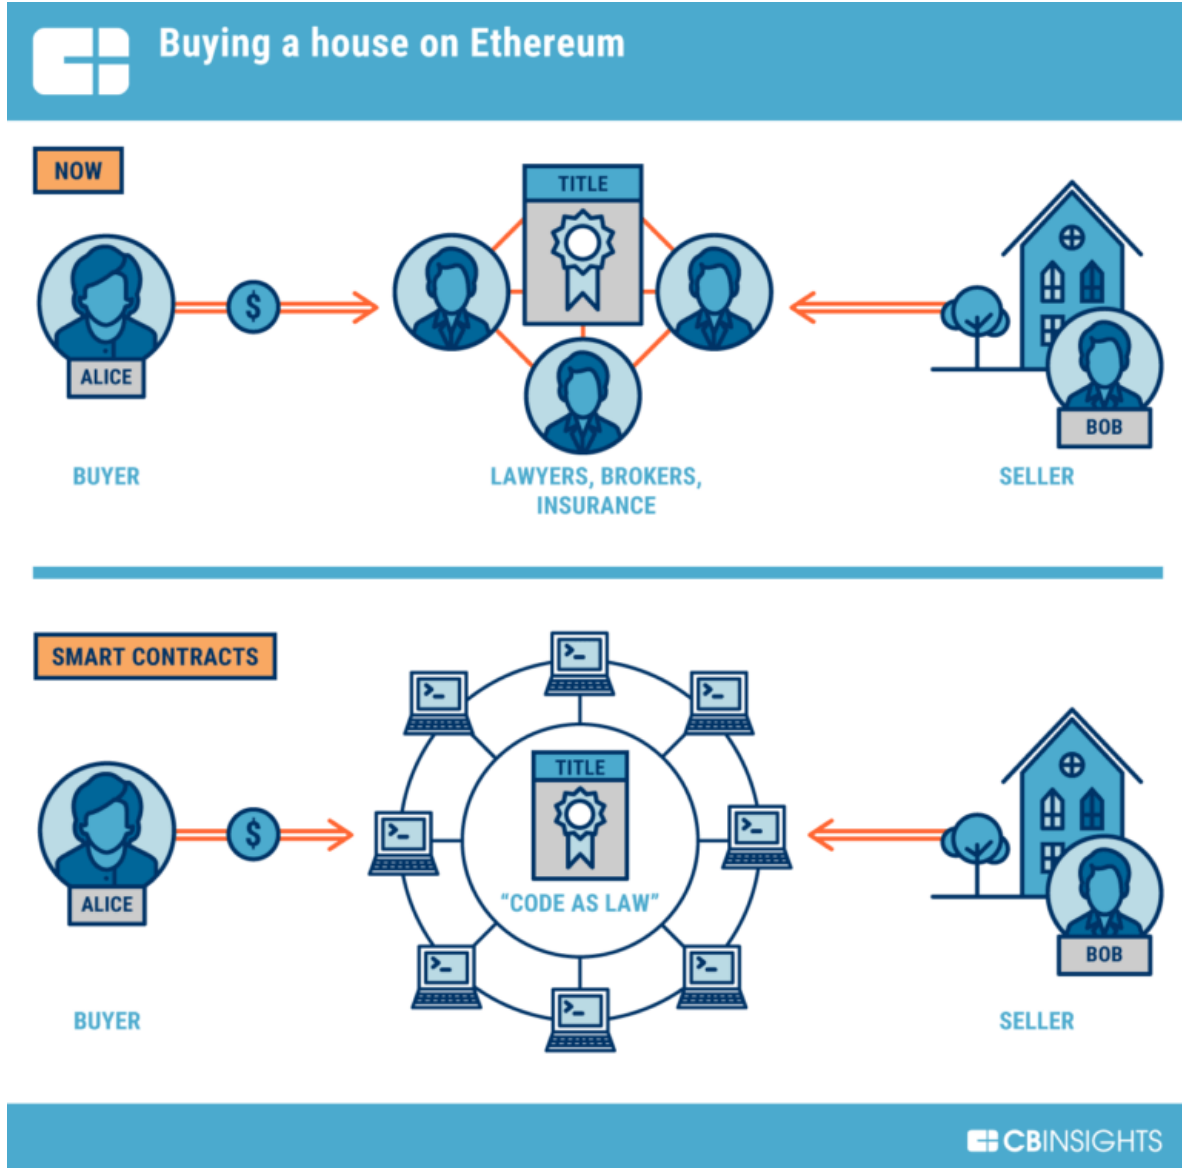 Buying a house on Ethereum
NOW
TITLE
$
ALICE
BOB
BUYER
LAWYERS, BROKERS,
INSURANCE
SELLER
SMART CONTRACTS
>_
>_
>_
TITLE
$
>_
>_
"CODE AS LAW"
ALICE
BOB
>_
>_
>_
BUYER
SELLER
CBINSIGHTS